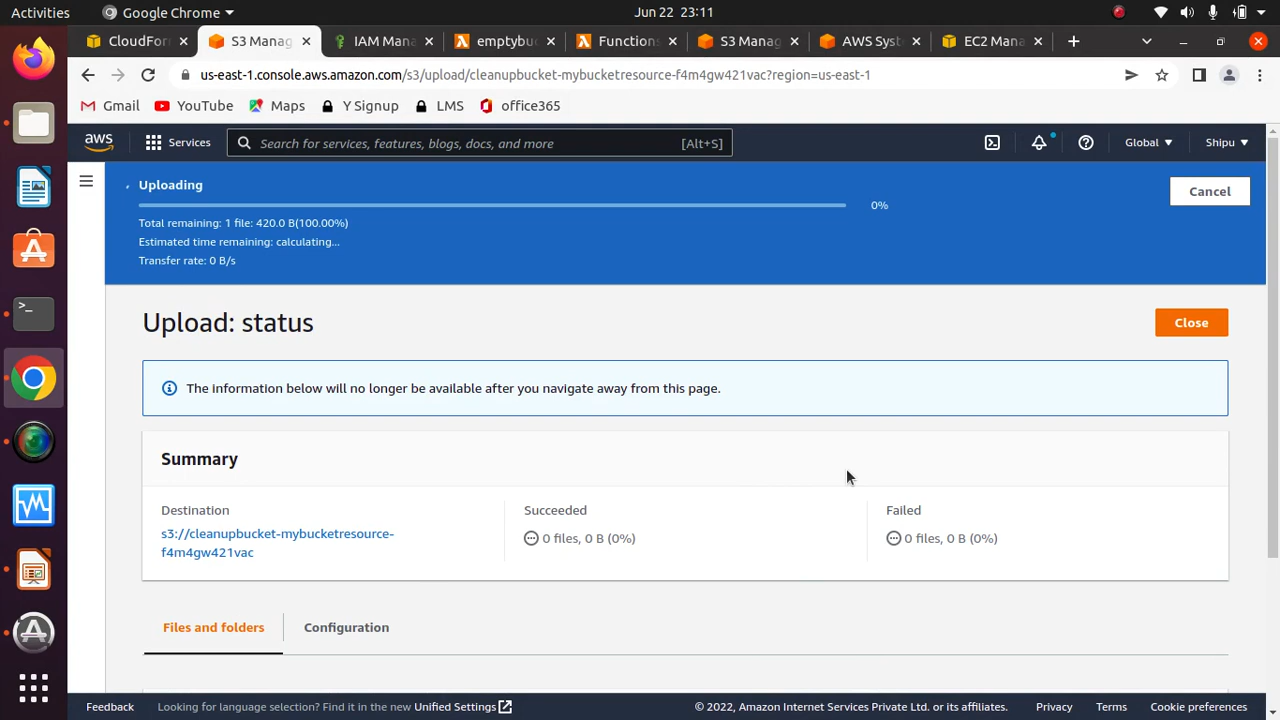 Activities
Google Chrome
Jun 22 23:11
CloudFor
S3 Manag
IAM Mana
emptybuc
Functions
S3 Manag
AWS Syst
EC2 Mana
us-east-1.console.aws.amazon.com/s3/upload/cleanupbucket-mybucketresource-f4m4gw421vac?region=us-east-1
Gmail
YouTube
Maps
Y Signup
LMS
office365
aws
Services
Search for services, features, blogs, docs, and more
[Alt+S]
Global
Shipu
Uploading
0%
Cancel
Total remaining: 1 file: 420.0 B(100.00%)
Estimated time remaining: calculating...
Transfer rate: 0 B/s
Upload: status
Close
The information below will no longer be available after you navigate away from this page.
Summary
Destination
s3://cleanupbucket-mybucketresource-
f4m4gw421vac
Succeeded
0 files, 0 B (0%)
Failed
0 files, 0 B (0%)
Files and folders
Configuration
Feedback
Looking for language selection? Find it in the new Unified Settings
© 2022, Amazon Internet Services Private Ltd. or its affiliates.
Privacy
Terms
Cookie preferences